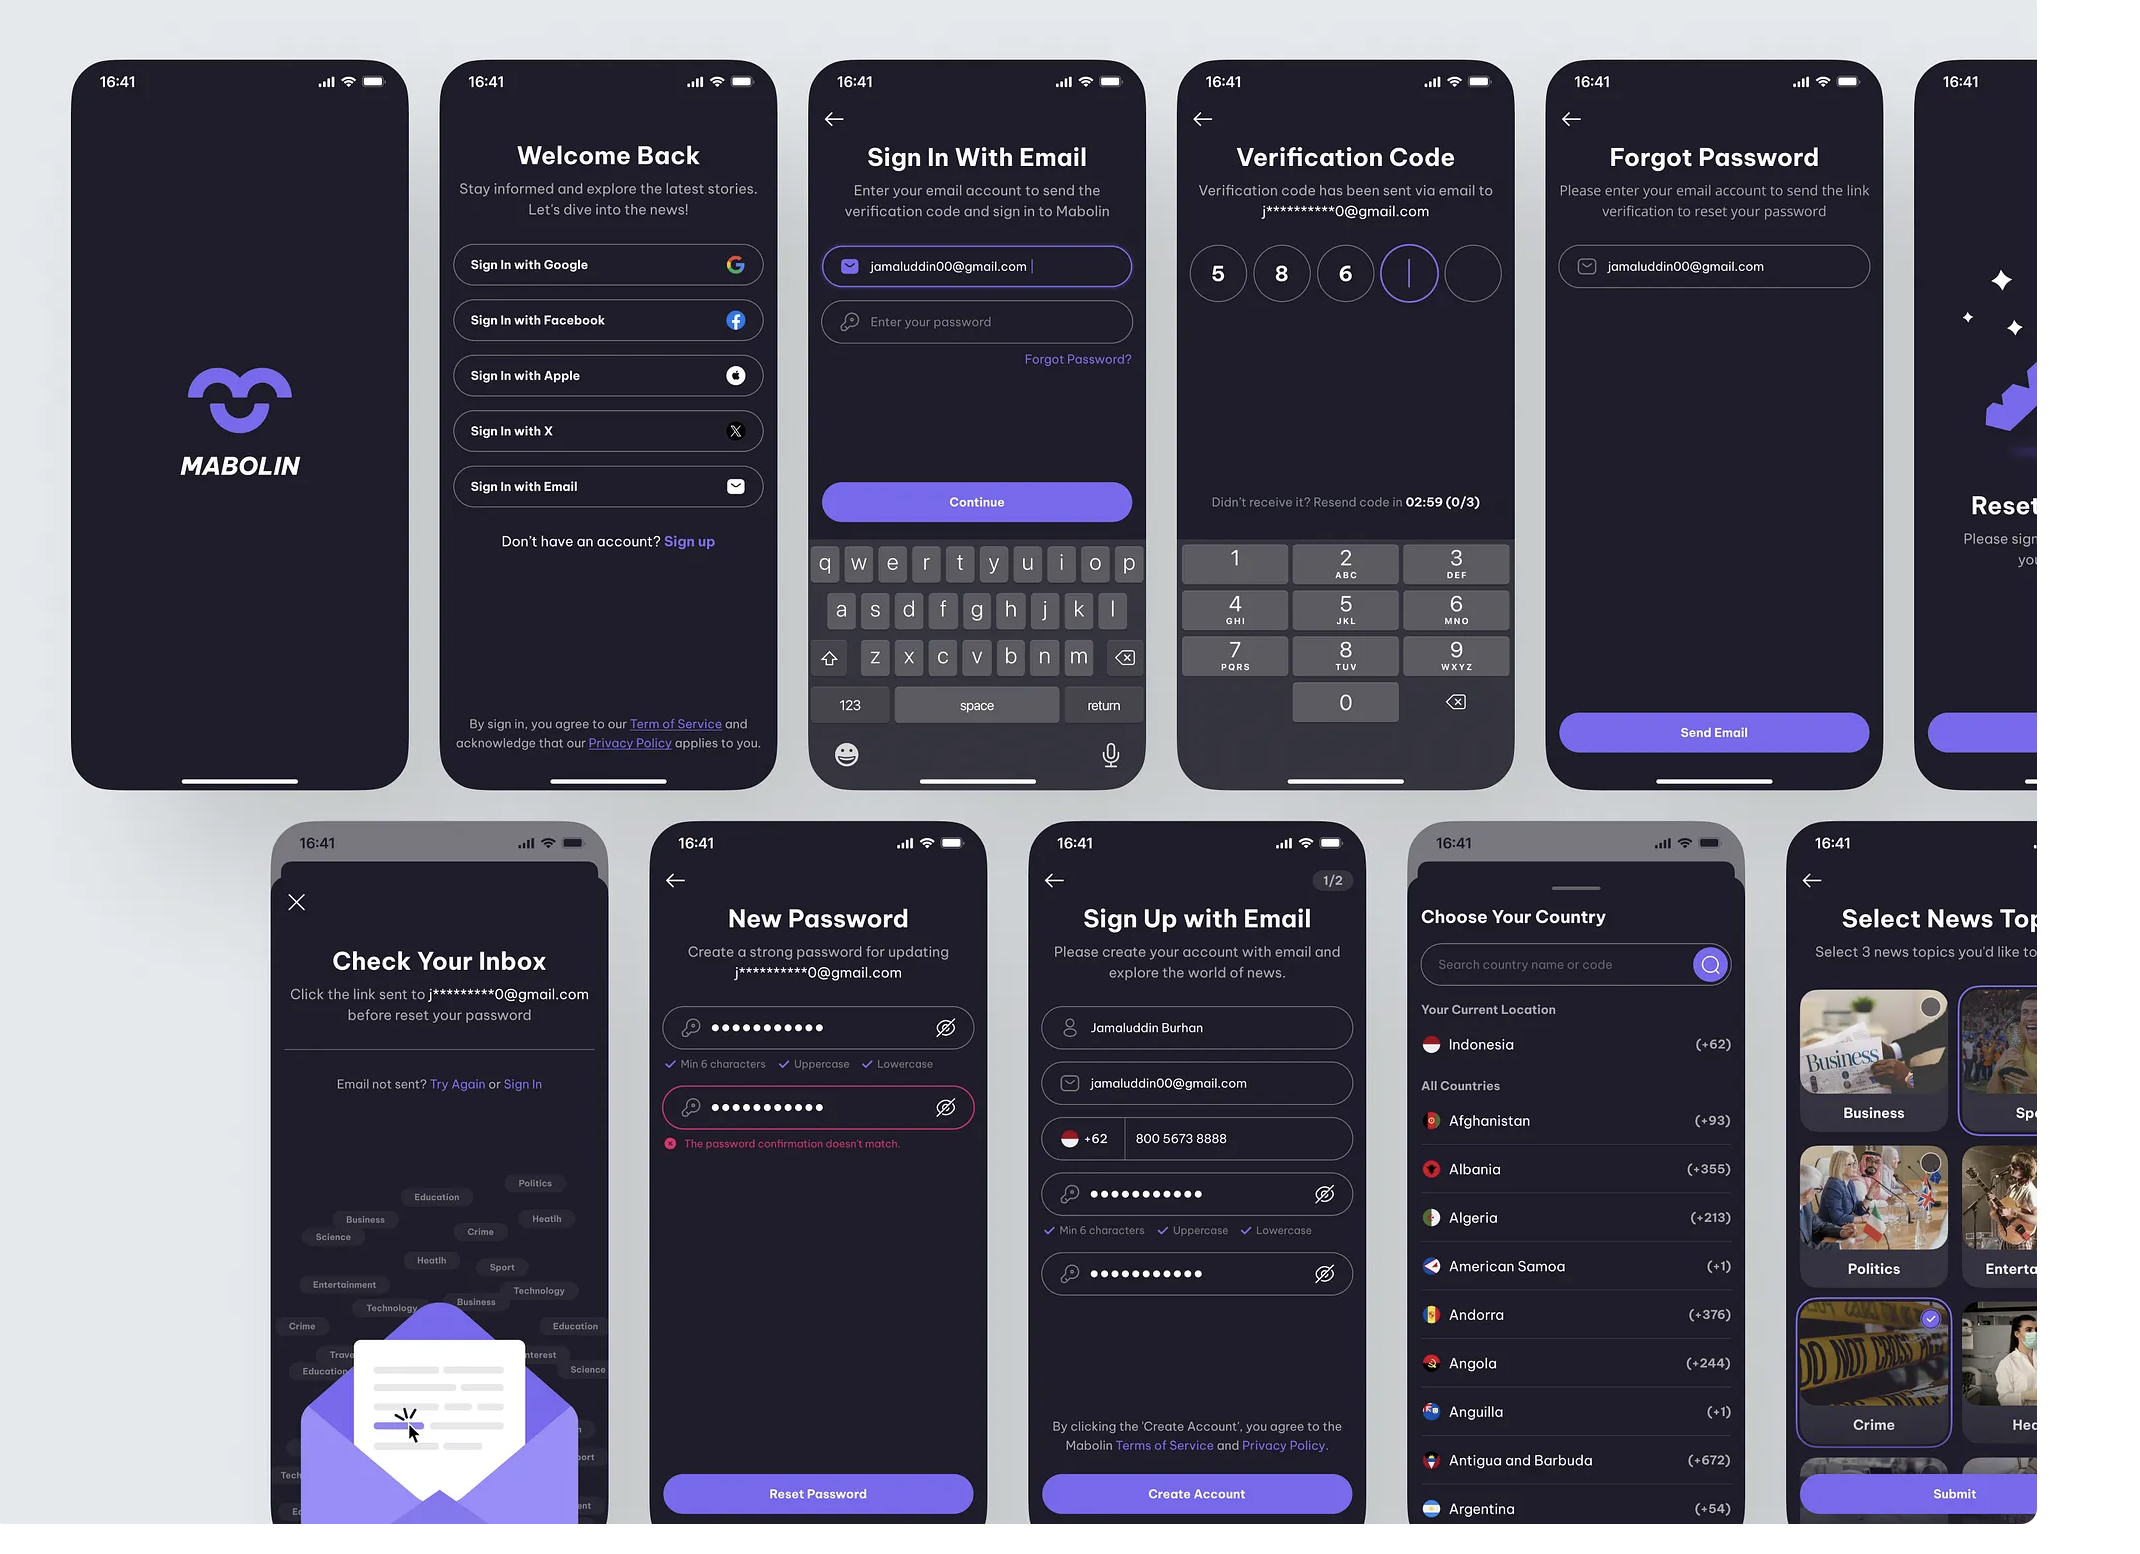 16:41
MABOLIN
16:41
Welcome Back
Stay informed and explore the latest stories.
Let's dive into the news!
Sign In with Google
Sign In with Facebook
Sign In with Apple
Sign In with X
Sign In with Email
Don't have an account? Sign up
By sign in, you agree to our Term of Service and
acknowledge that our Privacy Policy applies to you.
16:41
Sign In With Email
Enter your email account to send the
verification code and sign in to Mabolin
jamaluddin00@gmail.com
Enter your password
Forgot Password?
Continue
q w e r t y u i o p
a s d f g h j k l
z x c v b n m
123 space return
16:41
Verification Code
Verification code has been sent via email to
j**********0@gmail.com
5 8 6
Didn't receive it? Resend code in 02:59 (0/3)
1 2 3
ABC DEF
4 5 6
GHI JKL MNO
7 8 9
PQRS TUV WXYZ
0
16:41
Forgot Password
Please enter your email account to send the link
verification to reset your password
jamaluddin00@gmail.com
Send Email
16:41
Reset
Please sign
you
16:41
Check Your Inbox
Click the link sent to j*********0@gmail.com
before reset your password
Email not sent? Try Again or Sign In
Politics
Education
Business
Heatlh
Science
Crime
Heatlh
Sport
Entertainment
Technology
Technology
Business
Crime
Education
Trave
nterest
Education
Science
n
port
Tech
Ed
ent
16:41
New Password
Create a strong password for updating
j**********0@gmail.com
Min 6 characters Uppercase Lowercase
The password confirmation doesn't match.
Reset Password
16:41
1/2
Sign Up with Email
Please create your account with email and
explore the world of news.
Jamaluddin Burhan
jamaluddin00@gmail.com
+62 800 5673 8888
Min 6 characters Uppercase Lowercase
By clicking the 'Create Account', you agree to the
Mabolin Terms of Service and Privacy Policy.
Create Account
16:41
Choose Your Country
Search country name or code
Your Current Location
Indonesia (+62)
All Countries
Afghanistan (+93)
Albania (+355)
Algeria (+213)
American Samoa (+1)
Andorra (+376)
Angola (+244)
Anguilla (+1)
Antigua and Barbuda (+672)
Argentina (+54)
16:41
Select News Top
Select 3 news topics you'd like to
Business
Business
Spo
Politics
Enterta
DO NOT CROSS
Crime
Hea
Submit